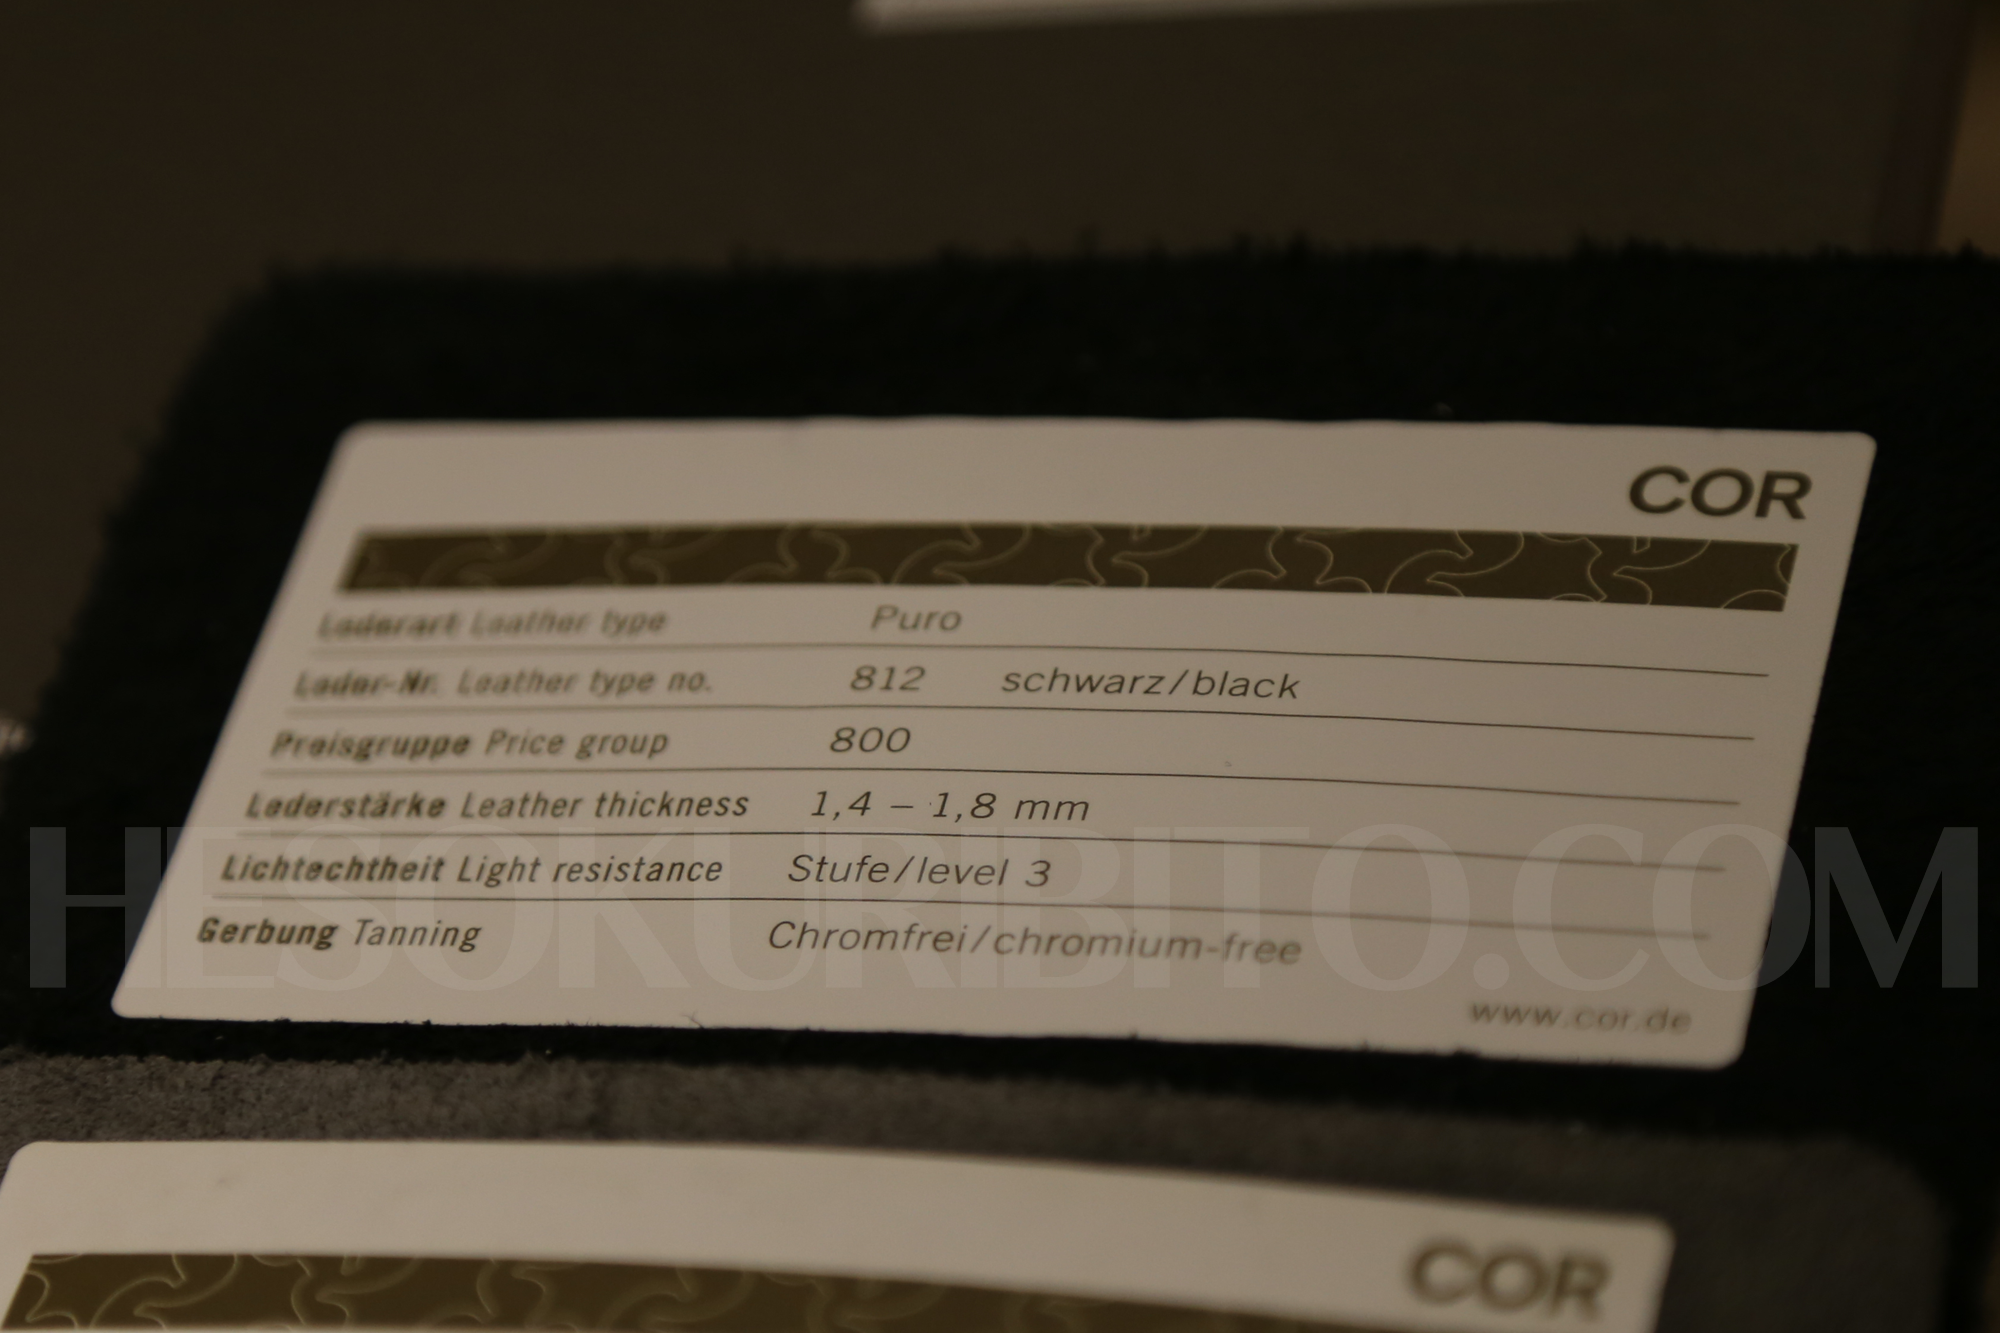 COR
Lederart Leather type Puro
Leder-Nr. Leather type no. 812 schwarz/black
Preisgruppe Price group 800
Lederstärke Leather thickness 1,4 – 1,8 mm
Lichtechtheit Light resistance Stufe/level 3
Gerbung Tanning Chromfrei/chromium-free
www.cor.de
HESOKURIBITO.COM
COR